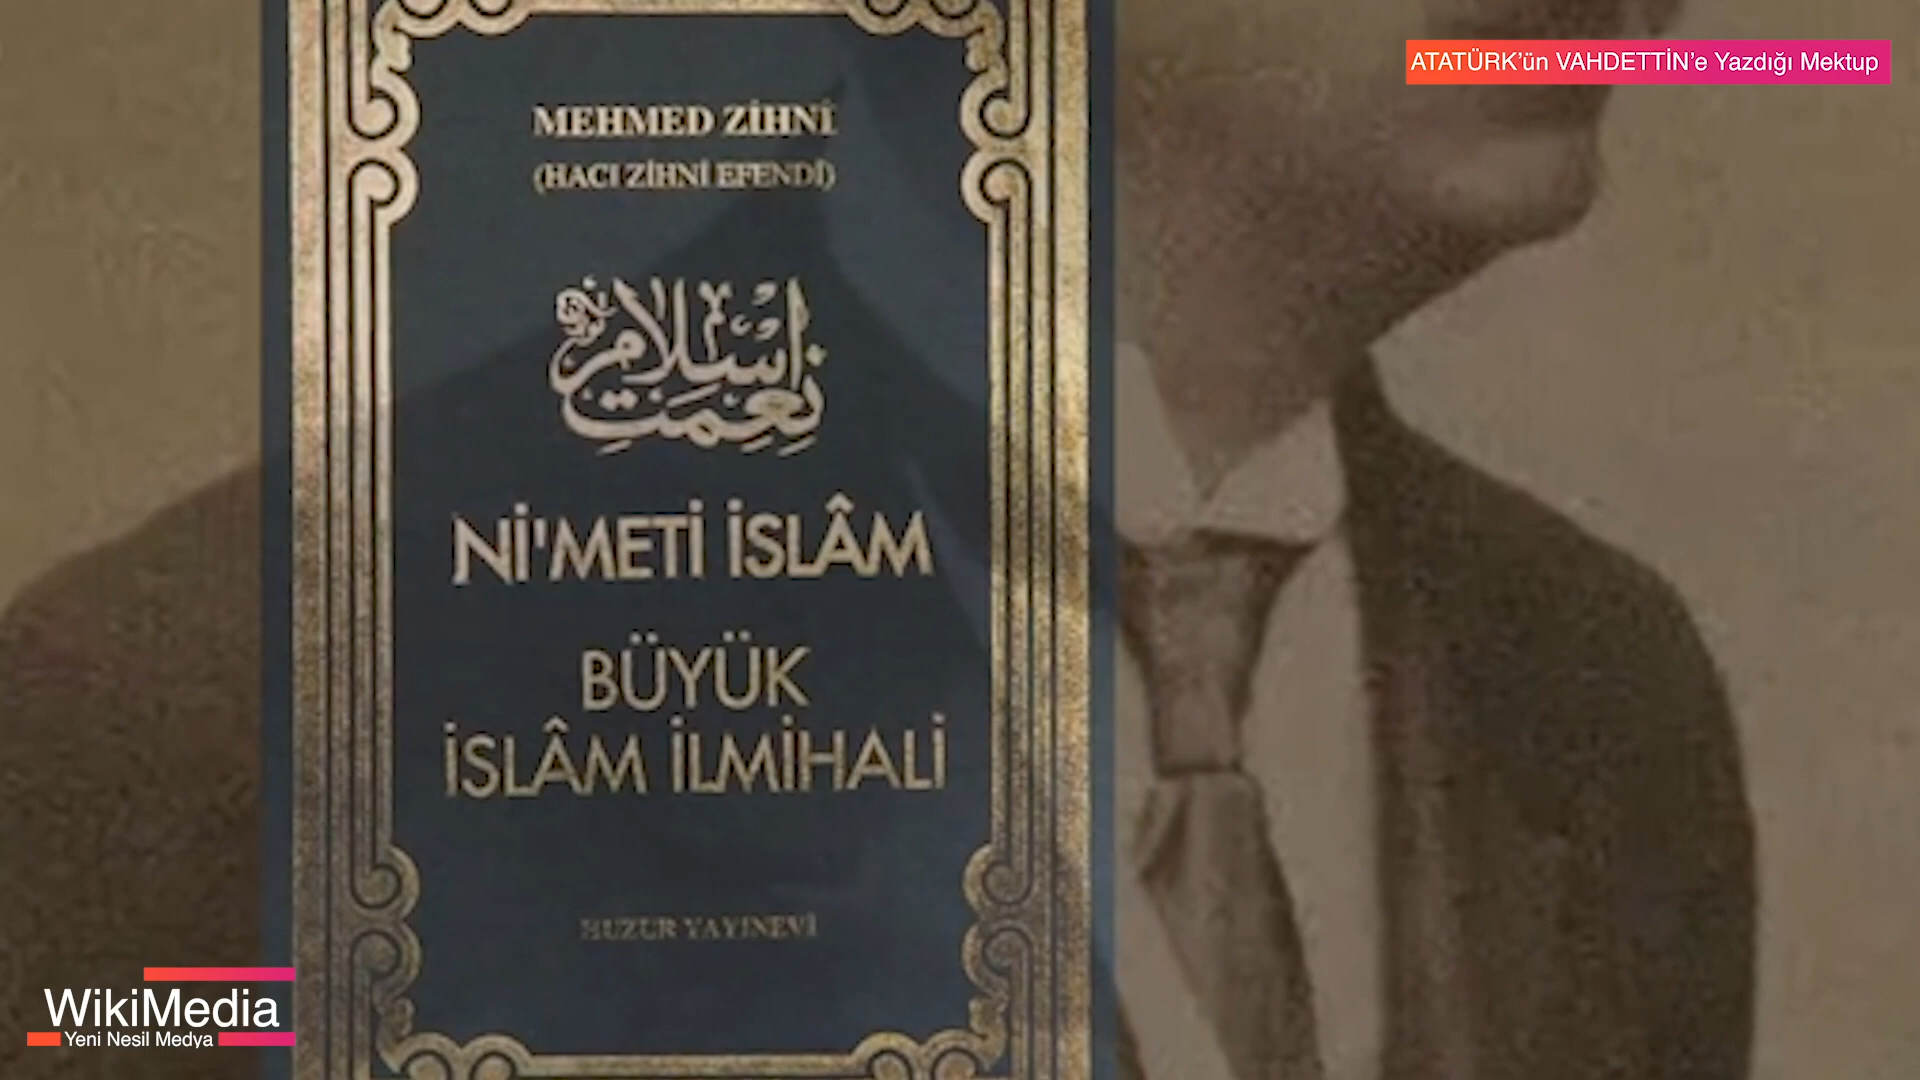 ATATÜRK’ün VAHDETTİN’e Yazdığı Mektup
MEHMED ZİHNÎ
(HACI ZİHNİ EFENDİ)
نعمت اسلام
Nİ'METİ İSLÂM
BÜYÜK
İSLÂM İLMİHALİ
HUZUR YAYINEVİ
WikiMedia
Yeni Nesil Medya